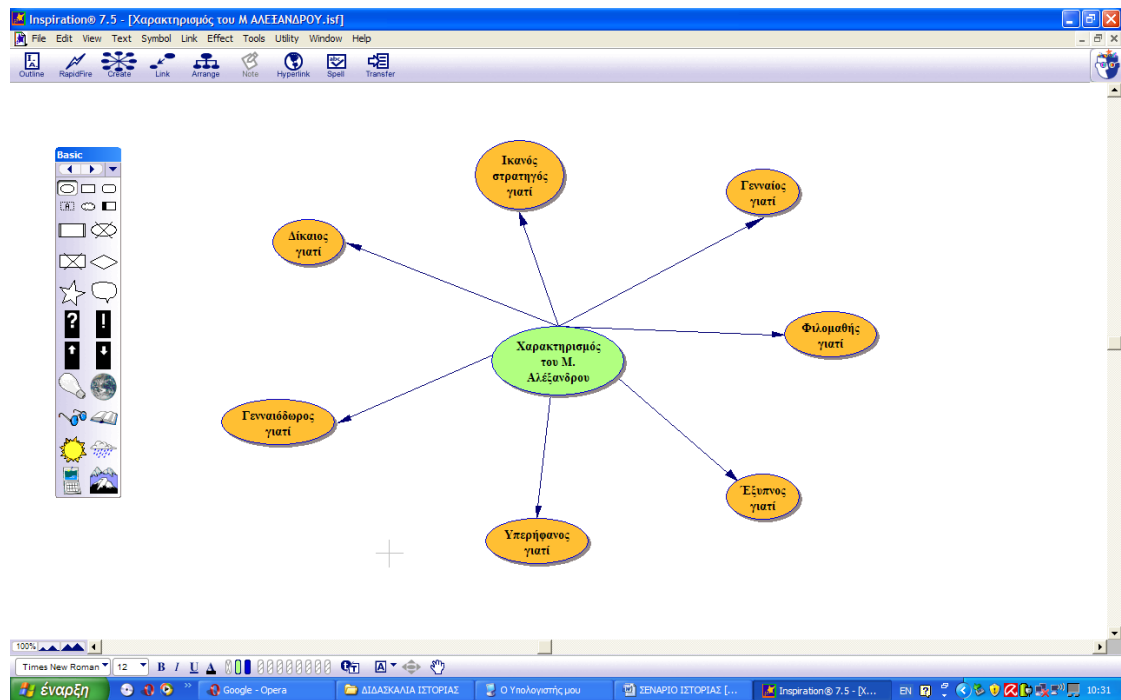 Inspiration® 7.5 - [Χαρακτηρισμός του Μ ΑΛΕΞΑΝΔΡΟΥ.isf]
File Edit View Text Symbol Link Effect Tools Utility Window Help
Outline RapidFire Create Link Arrange Note Hyperlink Spell Transfer
Basic
Ικανός
στρατηγός
γιατί
Γενναίος
γιατί
Δίκαιος
γιατί
Φιλομαθής
γιατί
Χαρακτηρισμός
του Μ.
Αλέξανδρου
Γενναιόδωρος
γιατί
Έξυπνος
γιατί
Υπερήφανος
γιατί
100%
Times New Roman 12 B I U A
έναρξη Google - Opera ΔΙΔΑΣΚΑΛΙΑ ΙΣΤΟΡΙΑΣ Ο Υπολογιστής μου ΣΕΝΑΡΙΟ ΙΣΤΟΡΙΑΣ [... Inspiration® 7.5 - [Χ... EN 10:31